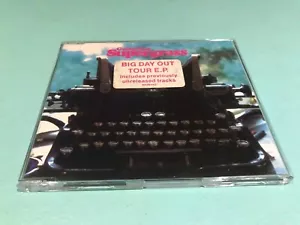 Supergrass
BIG DAY OUT
TOUR E.P.
includes previously
unreleased tracks